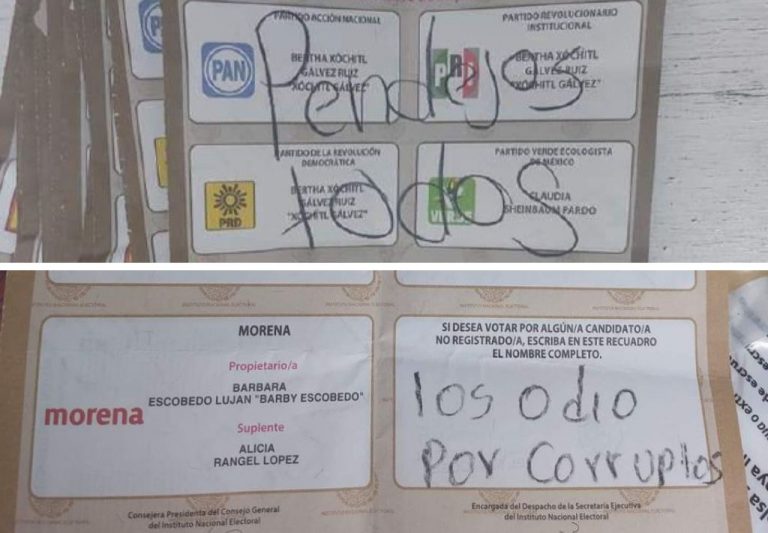 PARTIDO ACCIÓN NACIONAL
BERTHA XÓCHITL
GÁLVEZ RUIZ
"XÓCHITL GÁLVEZ"
PAN
PARTIDO REVOLUCIONARIO
INSTITUCIONAL
BERTHA XÓCHITL
GÁLVEZ RUIZ
"XÓCHITL GÁLVEZ"
PRI
Pendejos
PARTIDO DE LA REVOLUCIÓN
DEMOCRÁTICA
BERTHA XÓCHITL
GÁLVEZ RUIZ
"XÓCHITL GÁLVEZ"
PRD
PARTIDO VERDE ECOLOGISTA
DE MÉXICO
CLAUDIA
SHEINBAUM PARDO
VERDE
todos
MORENA
Propietario/a
BARBARA
ESCOBEDO LUJAN "BARBY ESCOBEDO"
morena
Suplente
ALICIA
RANGEL LOPEZ
SI DESEA VOTAR POR ALGÚN/A CANDIDATO/A
NO REGISTRADO/A, ESCRIBA EN ESTE RECUADRO
EL NOMBRE COMPLETO.
los odio
por corruptos
Consejera Presidenta del Consejo General
del Instituto Nacional Electoral
Encargada del Despacho de la Secretaría Ejecutiva
del Instituto Nacional Electoral